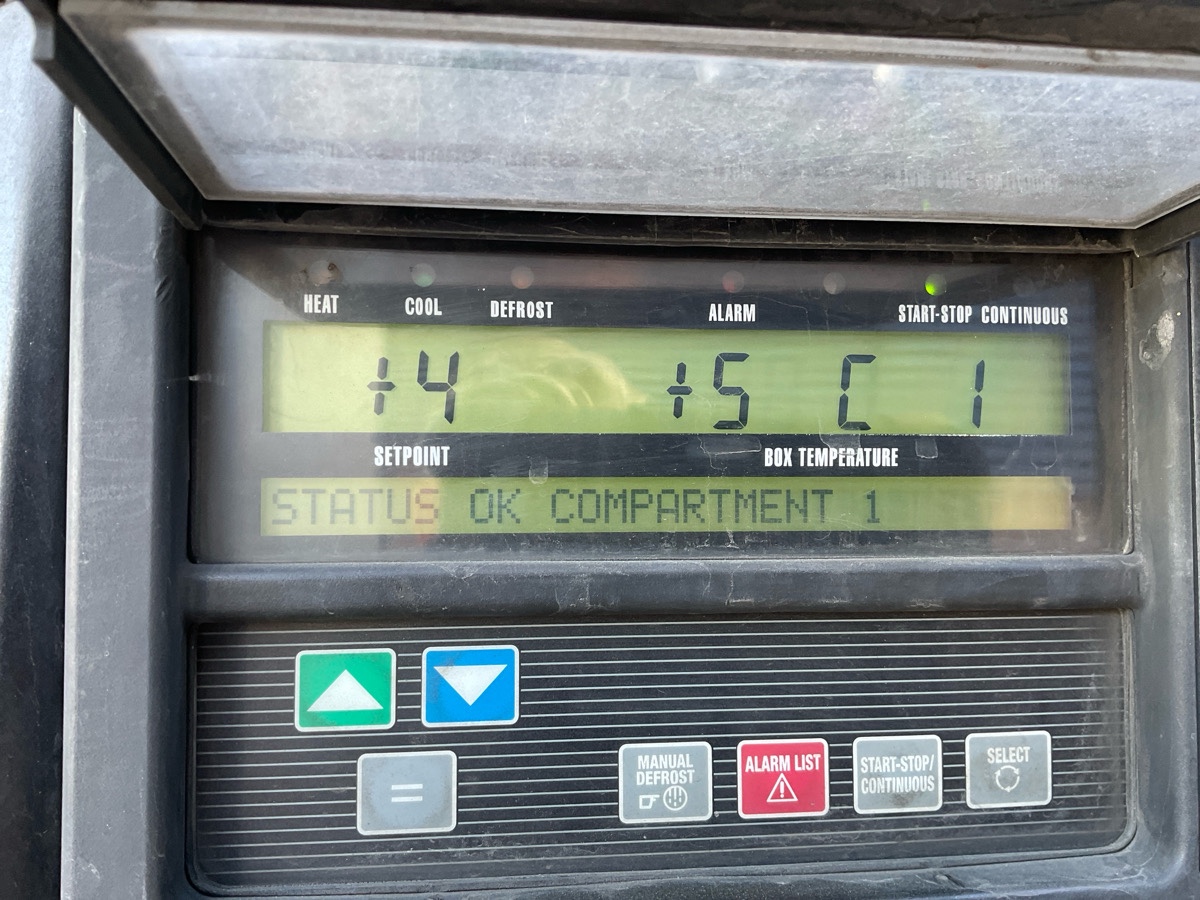 HEAT COOL DEFROST ALARM START-STOP CONTINUOUS
+4 +5 C 1
SETPOINT BOX TEMPERATURE
STATUS OK COMPARTMENT 1
=
MANUAL
DEFROST
ALARM LIST
START-STOP/
CONTINUOUS
SELECT